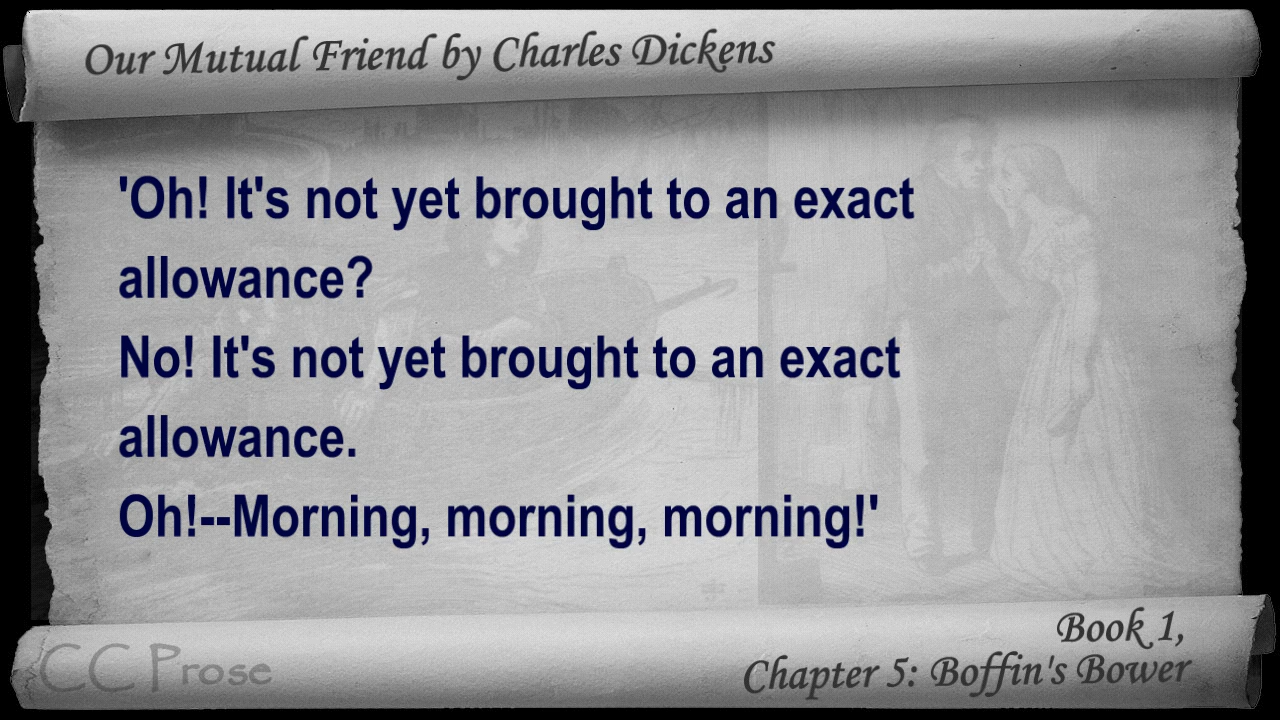 Our Mutual Friend by Charles Dickens
'Oh! It's not yet brought to an exact
allowance?
No! It's not yet brought to an exact
allowance.
Oh!--Morning, morning, morning!'
Book 1,
Chapter 5: Boffin's Bower
CC Prose